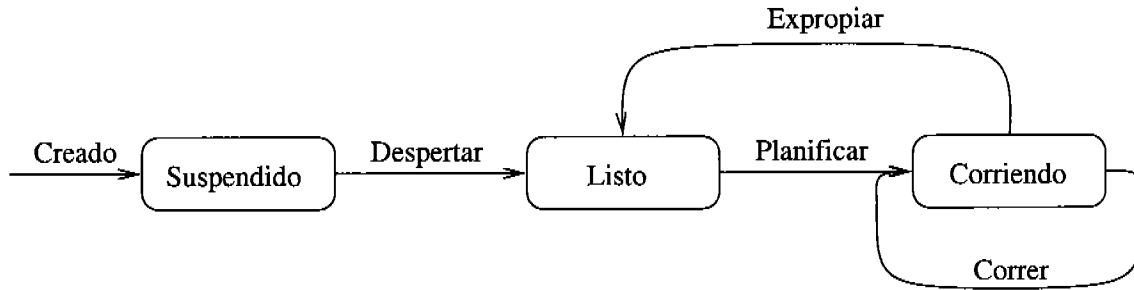 Expropiar
Creado
Suspendido
Despertar
Listo
Planificar
Corriendo
Correr